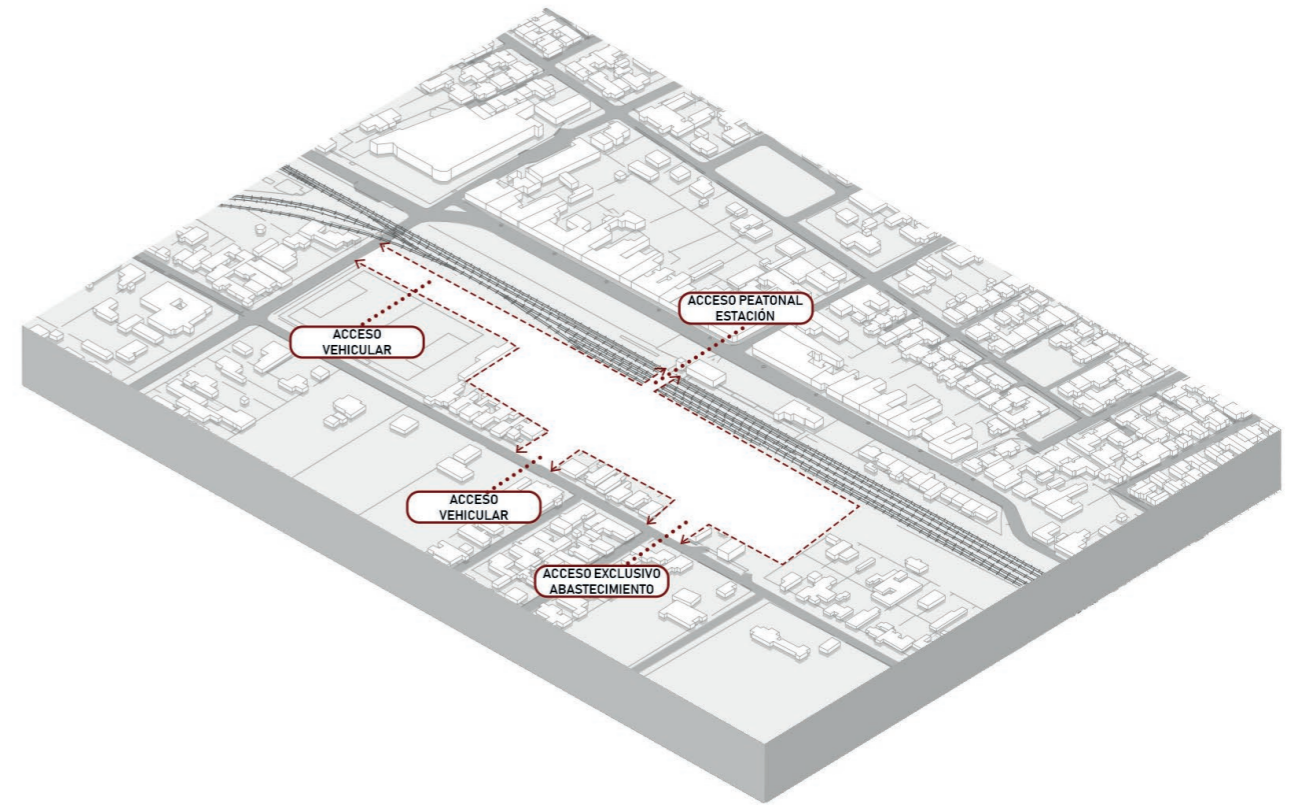 ACCESO PEATONAL
ESTACIÓN
ACCESO
VEHICULAR
ACCESO
VEHICULAR
ACCESO EXCLUSIVO
ABASTECIMIENTO